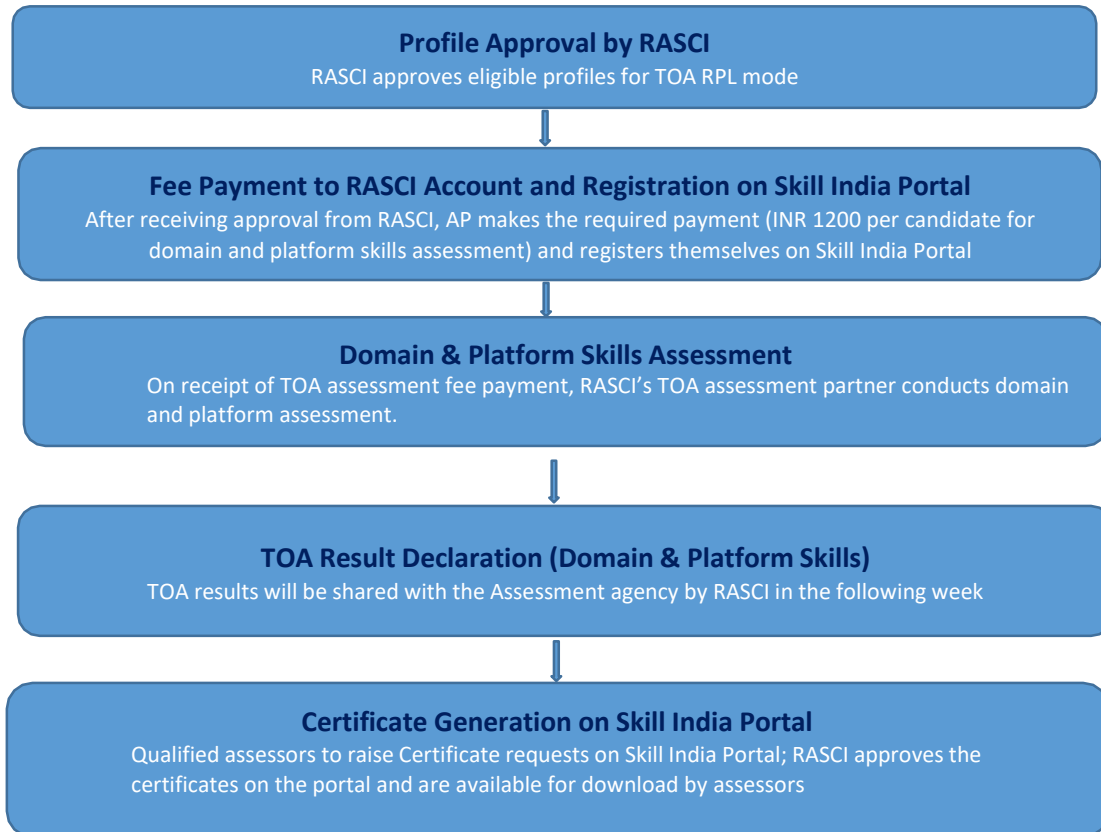 Profile Approval by RASCI
RASCI approves eligible profiles for TOA RPL mode
Fee Payment to RASCI Account and Registration on Skill India Portal
After receiving approval from RASCI, AP makes the required payment (INR 1200 per candidate for
domain and platform skills assessment) and registers themselves on Skill India Portal
Domain & Platform Skills Assessment
On receipt of TOA assessment fee payment, RASCI’s TOA assessment partner conducts domain
and platform assessment.
TOA Result Declaration (Domain & Platform Skills)
TOA results will be shared with the Assessment agency by RASCI in the following week
Certificate Generation on Skill India Portal
Qualified assessors to raise Certificate requests on Skill India Portal; RASCI approves the
certificates on the portal and are available for download by assessors